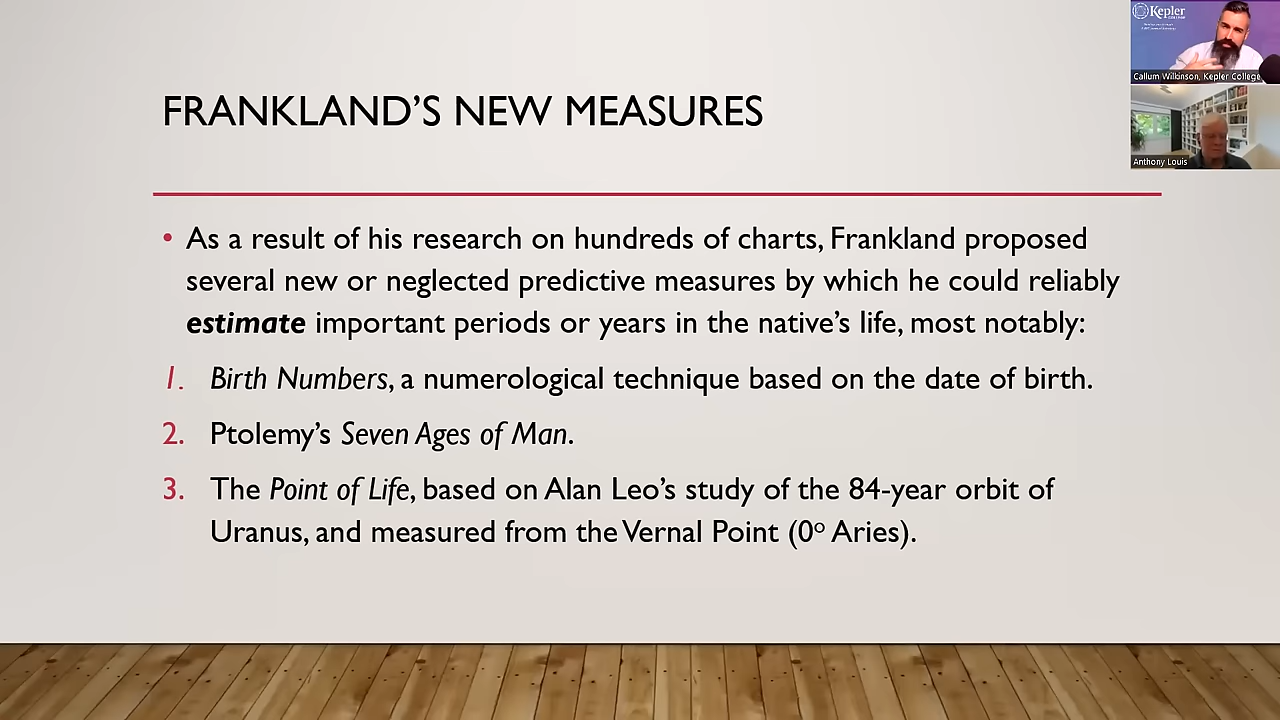 Kepler
COLLEGE
Callum Wilkinson, Kepler College
Anthony Louis
FRANKLAND'S NEW MEASURES
• As a result of his research on hundreds of charts, Frankland proposed
several new or neglected predictive measures by which he could reliably
estimate important periods or years in the native's life, most notably:
1. Birth Numbers, a numerological technique based on the date of birth.
2. Ptolemy's Seven Ages of Man.
3. The Point of Life, based on Alan Leo's study of the 84-year orbit of
Uranus, and measured from the Vernal Point (0° Aries).